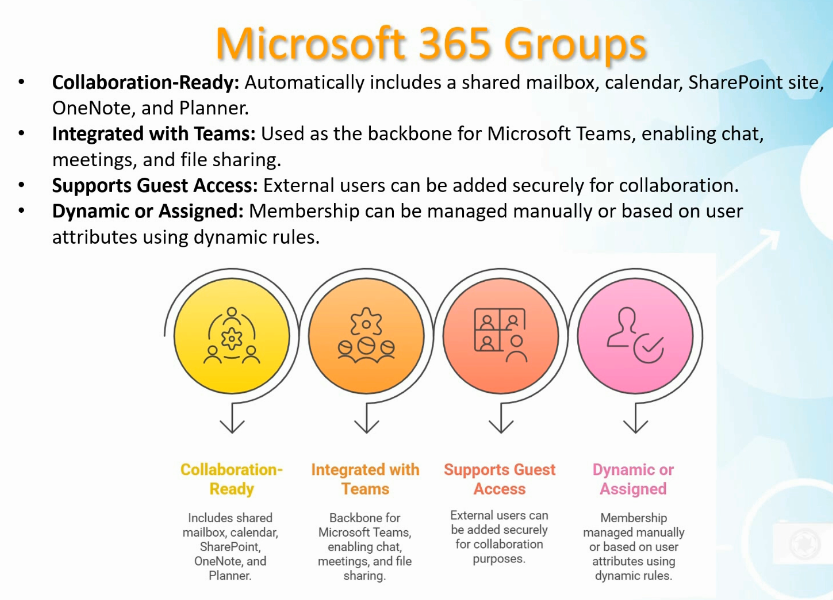 Microsoft 365 Groups
• Collaboration-Ready: Automatically includes a shared mailbox, calendar, SharePoint site,
OneNote, and Planner.
• Integrated with Teams: Used as the backbone for Microsoft Teams, enabling chat,
meetings, and file sharing.
• Supports Guest Access: External users can be added securely for collaboration.
• Dynamic or Assigned: Membership can be managed manually or based on user
attributes using dynamic rules.
Collaboration-
Ready
Includes shared
mailbox, calendar,
SharePoint,
OneNote, and
Planner.
Integrated with
Teams
Backbone for
Microsoft Teams,
enabling chat,
meetings, and file
sharing.
Supports Guest
Access
External users can
be added securely
for collaboration
purposes.
Dynamic or
Assigned
Membership
managed manually
or based on user
attributes using
dynamic rules.